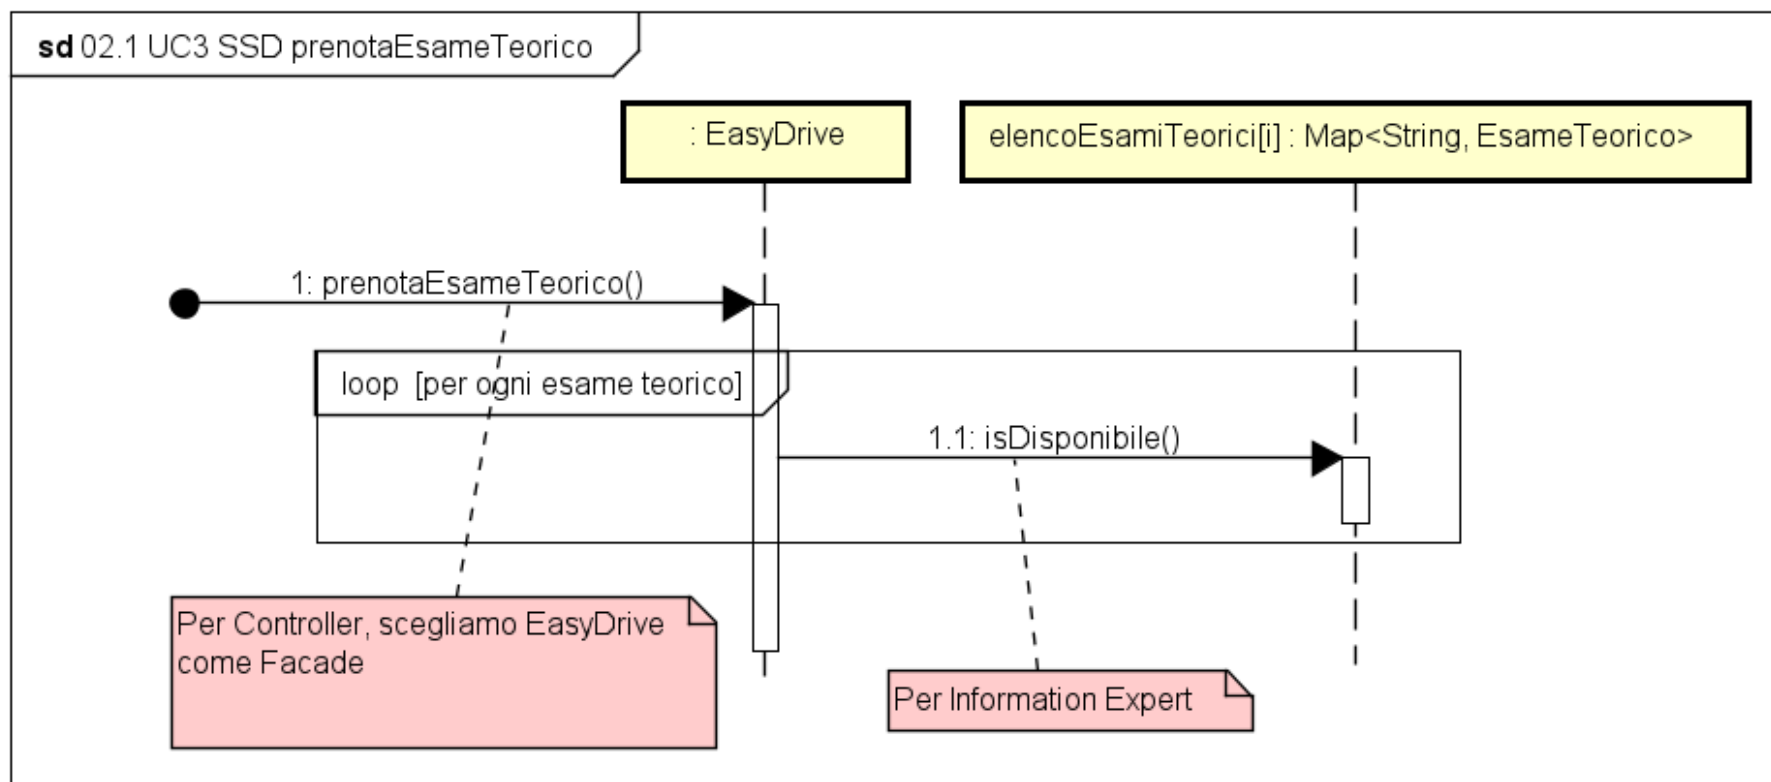 sd 02.1 UC3 SSD prenotaEsameTeorico
: EasyDrive
elencoEsamiTeorici[i] : Map<String, EsameTeorico>
1: prenotaEsameTeorico()
loop [per ogni esame teorico]
1.1: isDisponibile()
Per Controller, scegliamo EasyDrive
come Facade
Per Information Expert